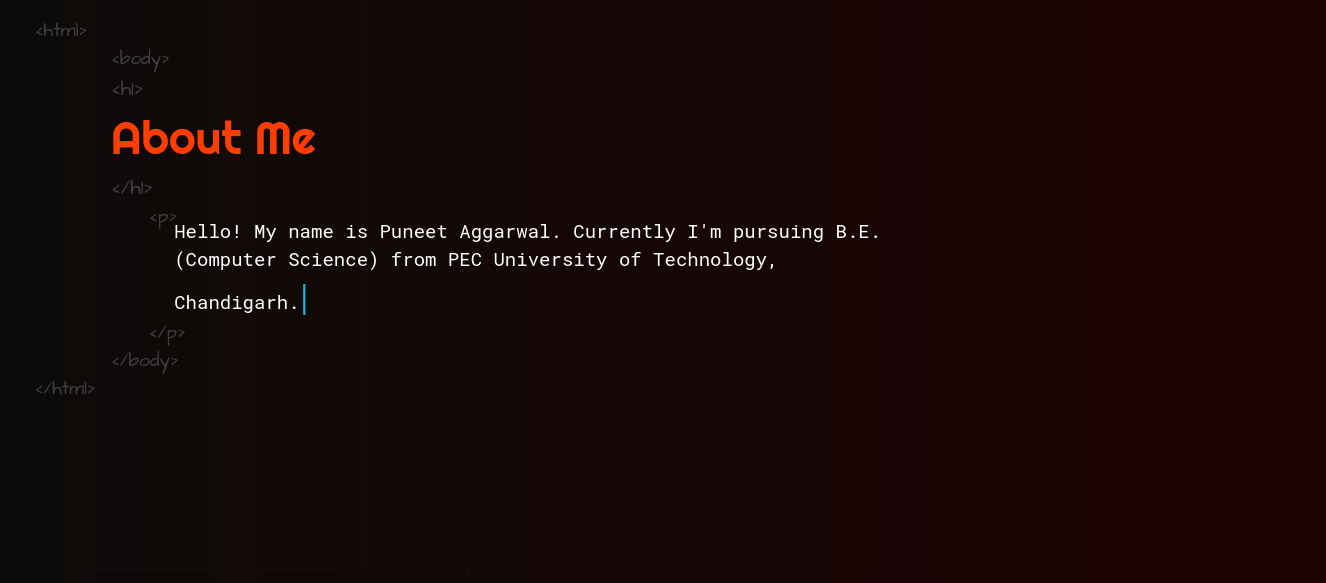 <html>
<body>
<h1>
About Me
</h1>
<p>
Hello! My name is Puneet Aggarwal. Currently I'm pursuing B.E.
(Computer Science) from PEC University of Technology,
Chandigarh.
</p>
</body>
</html>